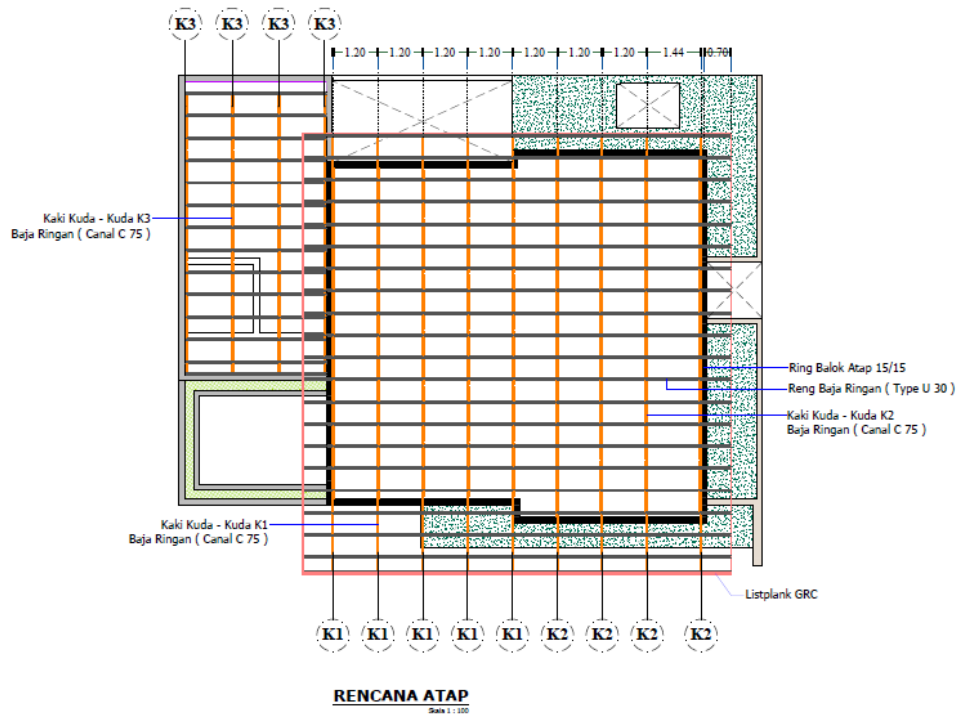 K3 K3 K3 K3
1.20 1.20 1.20 1.20 1.20 1.20 1.20 1.44 0.70
Kaki Kuda - Kuda K3
Baja Ringan ( Canal C 75 )
Ring Balok Atap 15/15
Reng Baja Ringan ( Type U 30 )
Kaki Kuda - Kuda K2
Baja Ringan ( Canal C 75 )
Kaki Kuda - Kuda K1
Baja Ringan ( Canal C 75 )
Listplank GRC
K1 K1 K1 K1 K1 K2 K2 K2 K2
RENCANA ATAP
Skala 1 : 100